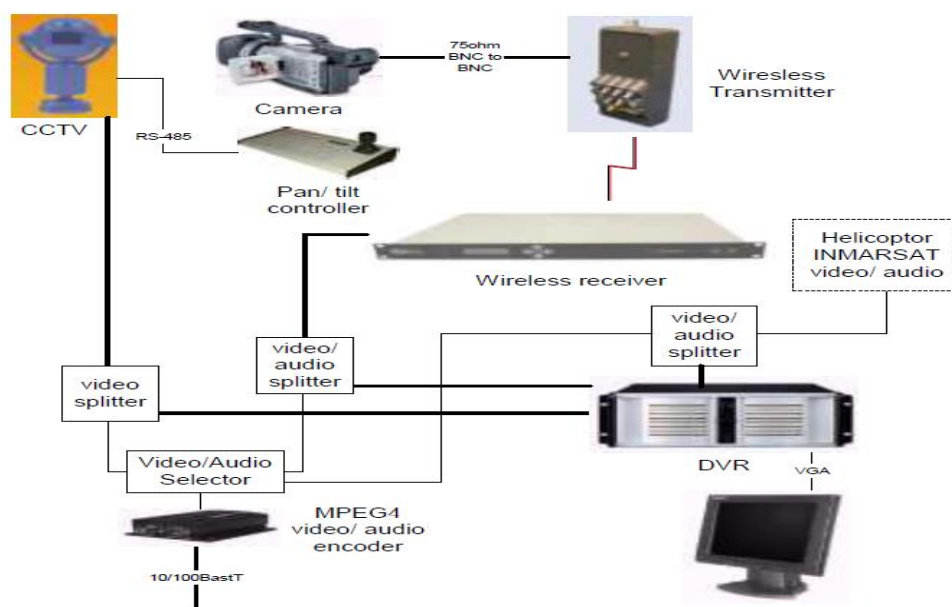 75ohm
BNC to
BNC
Wiresless
Transmitter
Camera
CCTV
RS-485
Pan/ tilt
controller
Helicoptor
INMARSAT
video/ audio
Wireless receiver
video/
audio
splitter
video/
audio
splitter
video
splitter
Video/Audio
Selector
DVR
VGA
MPEG4
video/ audio
encoder
10/100BastT